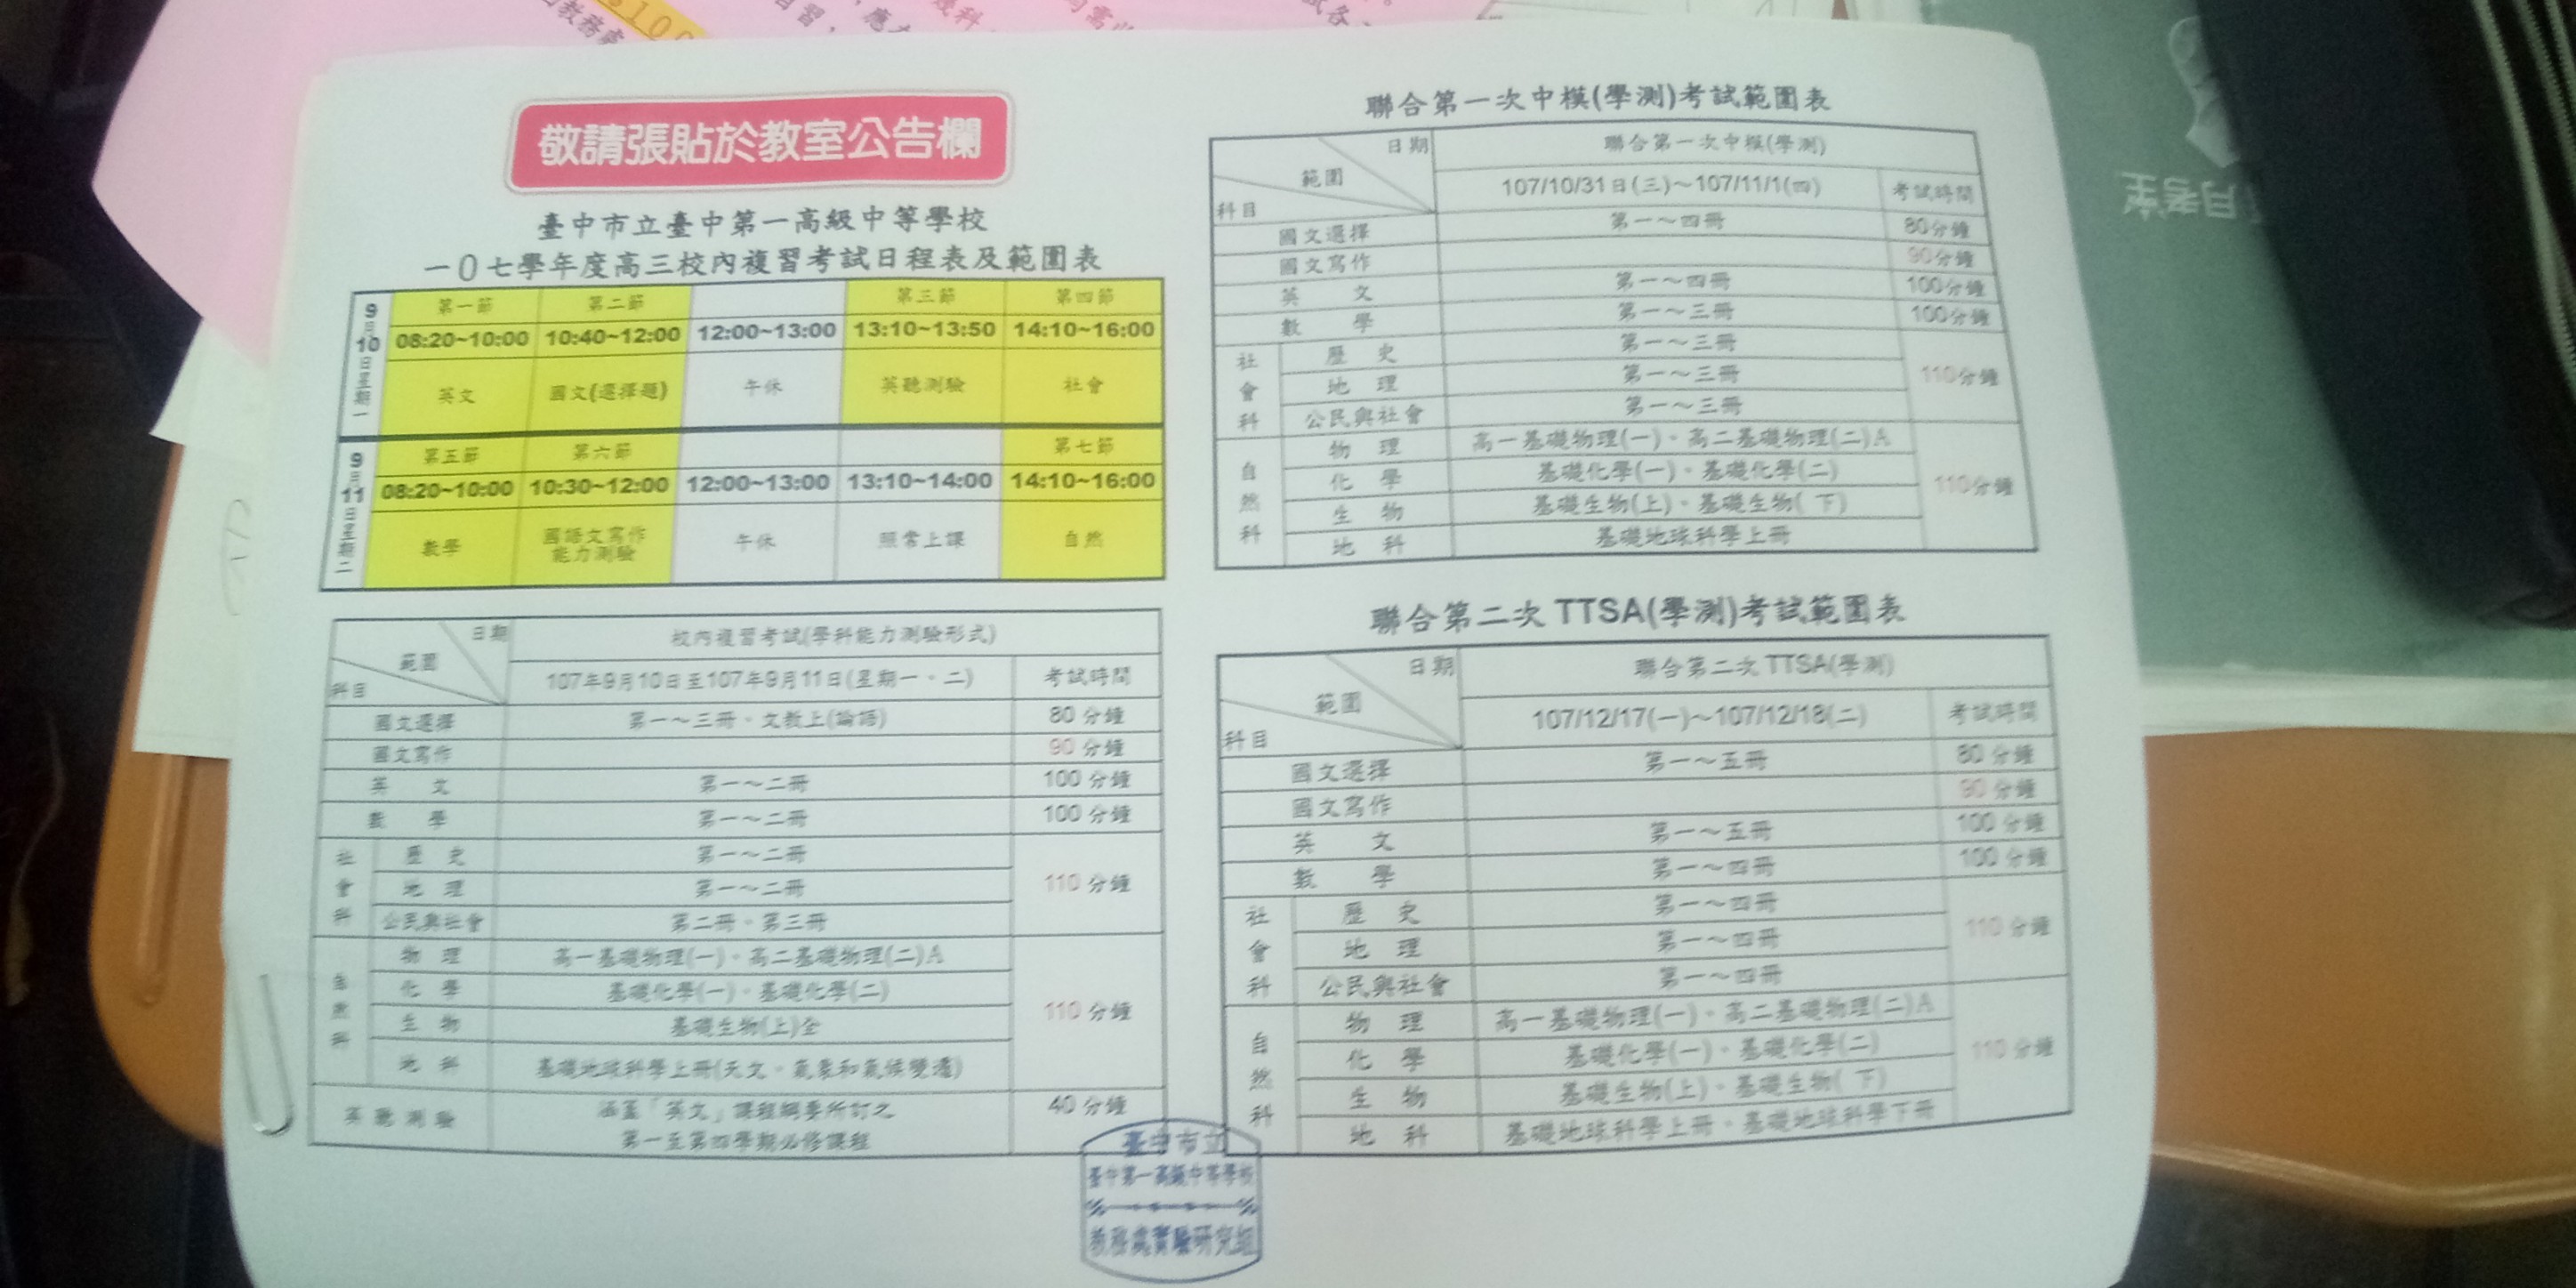 $100
教務處
自習，
，應
幾科
試各、
敬請張貼於教室公告欄
臺中市立臺中第一高級中等學校
一0七學年度高三校內複習考試日程表及範圍表
9月10日星期一 第一節 第二節 第三節 第四節
08:20~10:00 10:40~12:00 12:00~13:00 13:10~13:50 14:10~16:00
英文 國文(選擇題) 午休 英聽測驗 社會
9月11日星期二 第五節 第六節 第七節
08:20~10:00 10:30~12:00 12:00~13:00 13:10~14:00 14:10~16:00
數學 國語文寫作能力測驗 午休 照常上課 自然
日期 範圍 科目 校內複習考試(學科能力測驗形式)
107年9月10日至107年9月11日(星期一、二) 考試時間
國文選擇 第一～三冊、文教上(論語) 80 分鐘
國文寫作 90 分鐘
英文 第一～二冊 100 分鐘
數學 第一～二冊 100 分鐘
社會科 歷史 第一～二冊 110 分鐘
地理 第一～二冊
公民與社會 第二冊、第三冊
自然科 物理 高一基礎物理(一)、高二基礎物理(二)A 110 分鐘
化學 基礎化學(一)、基礎化學(二)
生物 基礎生物(上)全
地科 基礎地球科學上冊(天文、氣象和氣候變遷)
英聽測驗 涵蓋「英文」課程綱要所訂之 40 分鐘
第一至第四學期必修課程
聯合第一次中模(學測)考試範圍表
日期 範圍 科目 聯合第一次中模(學測)
107/10/31日(三)～107/11/1(四) 考試時間
國文選擇 第一～四冊 80分鐘
國文寫作 90分鐘
英文 第一～四冊 100分鐘
數學 第一～三冊 100分鐘
社會科 歷史 第一～三冊 110分鐘
地理 第一～三冊
公民與社會 第一～三冊
自然科 物理 高一基礎物理(一)、高二基礎物理(二)A 110分鐘
化學 基礎化學(一)、基礎化學(二)
生物 基礎生物(上)、基礎生物(下)
地科 基礎地球科學上冊
聯合第二次 TTSA(學測)考試範圍表
日期 範圍 科目 聯合第二次 TTSA(學測)
107/12/17(一)～107/12/18(二) 考試時間
國文選擇 第一～五冊 80 分鐘
國文寫作 90 分鐘
英文 第一～五冊 100 分鐘
數學 第一～四冊 100 分鐘
社會科 歷史 第一～四冊 110 分鐘
地理 第一～四冊
公民與社會 第一～四冊
自然科 物理 高一基礎物理(一)、高二基礎物理(二)A 110 分鐘
化學 基礎化學(一)、基礎化學(二)
生物 基礎生物(上)、基礎生物(下)
地科 基礎地球科學上冊、基礎地球科學下冊
臺中市立
臺中第一高級中等學校
教務處實驗研究組